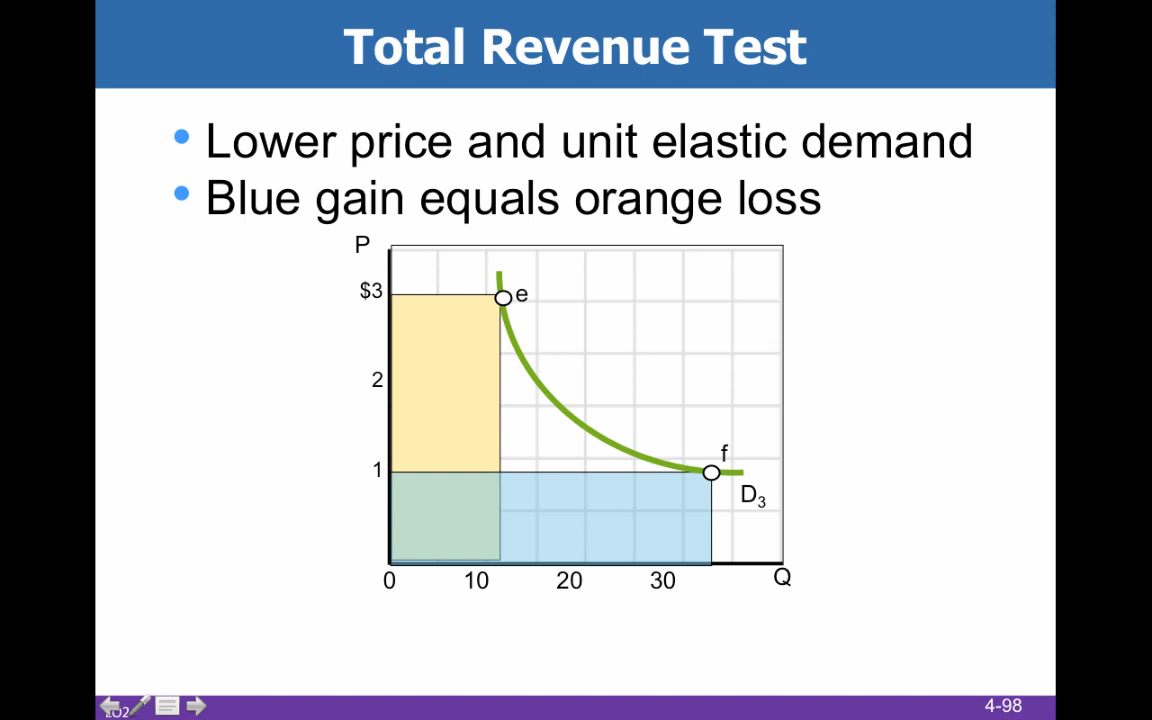 Total Revenue Test
• Lower price and unit elastic demand
• Blue gain equals orange loss
P
$3
e
2
1
f
D₃
0 10 20 30 Q
LO2
4-98